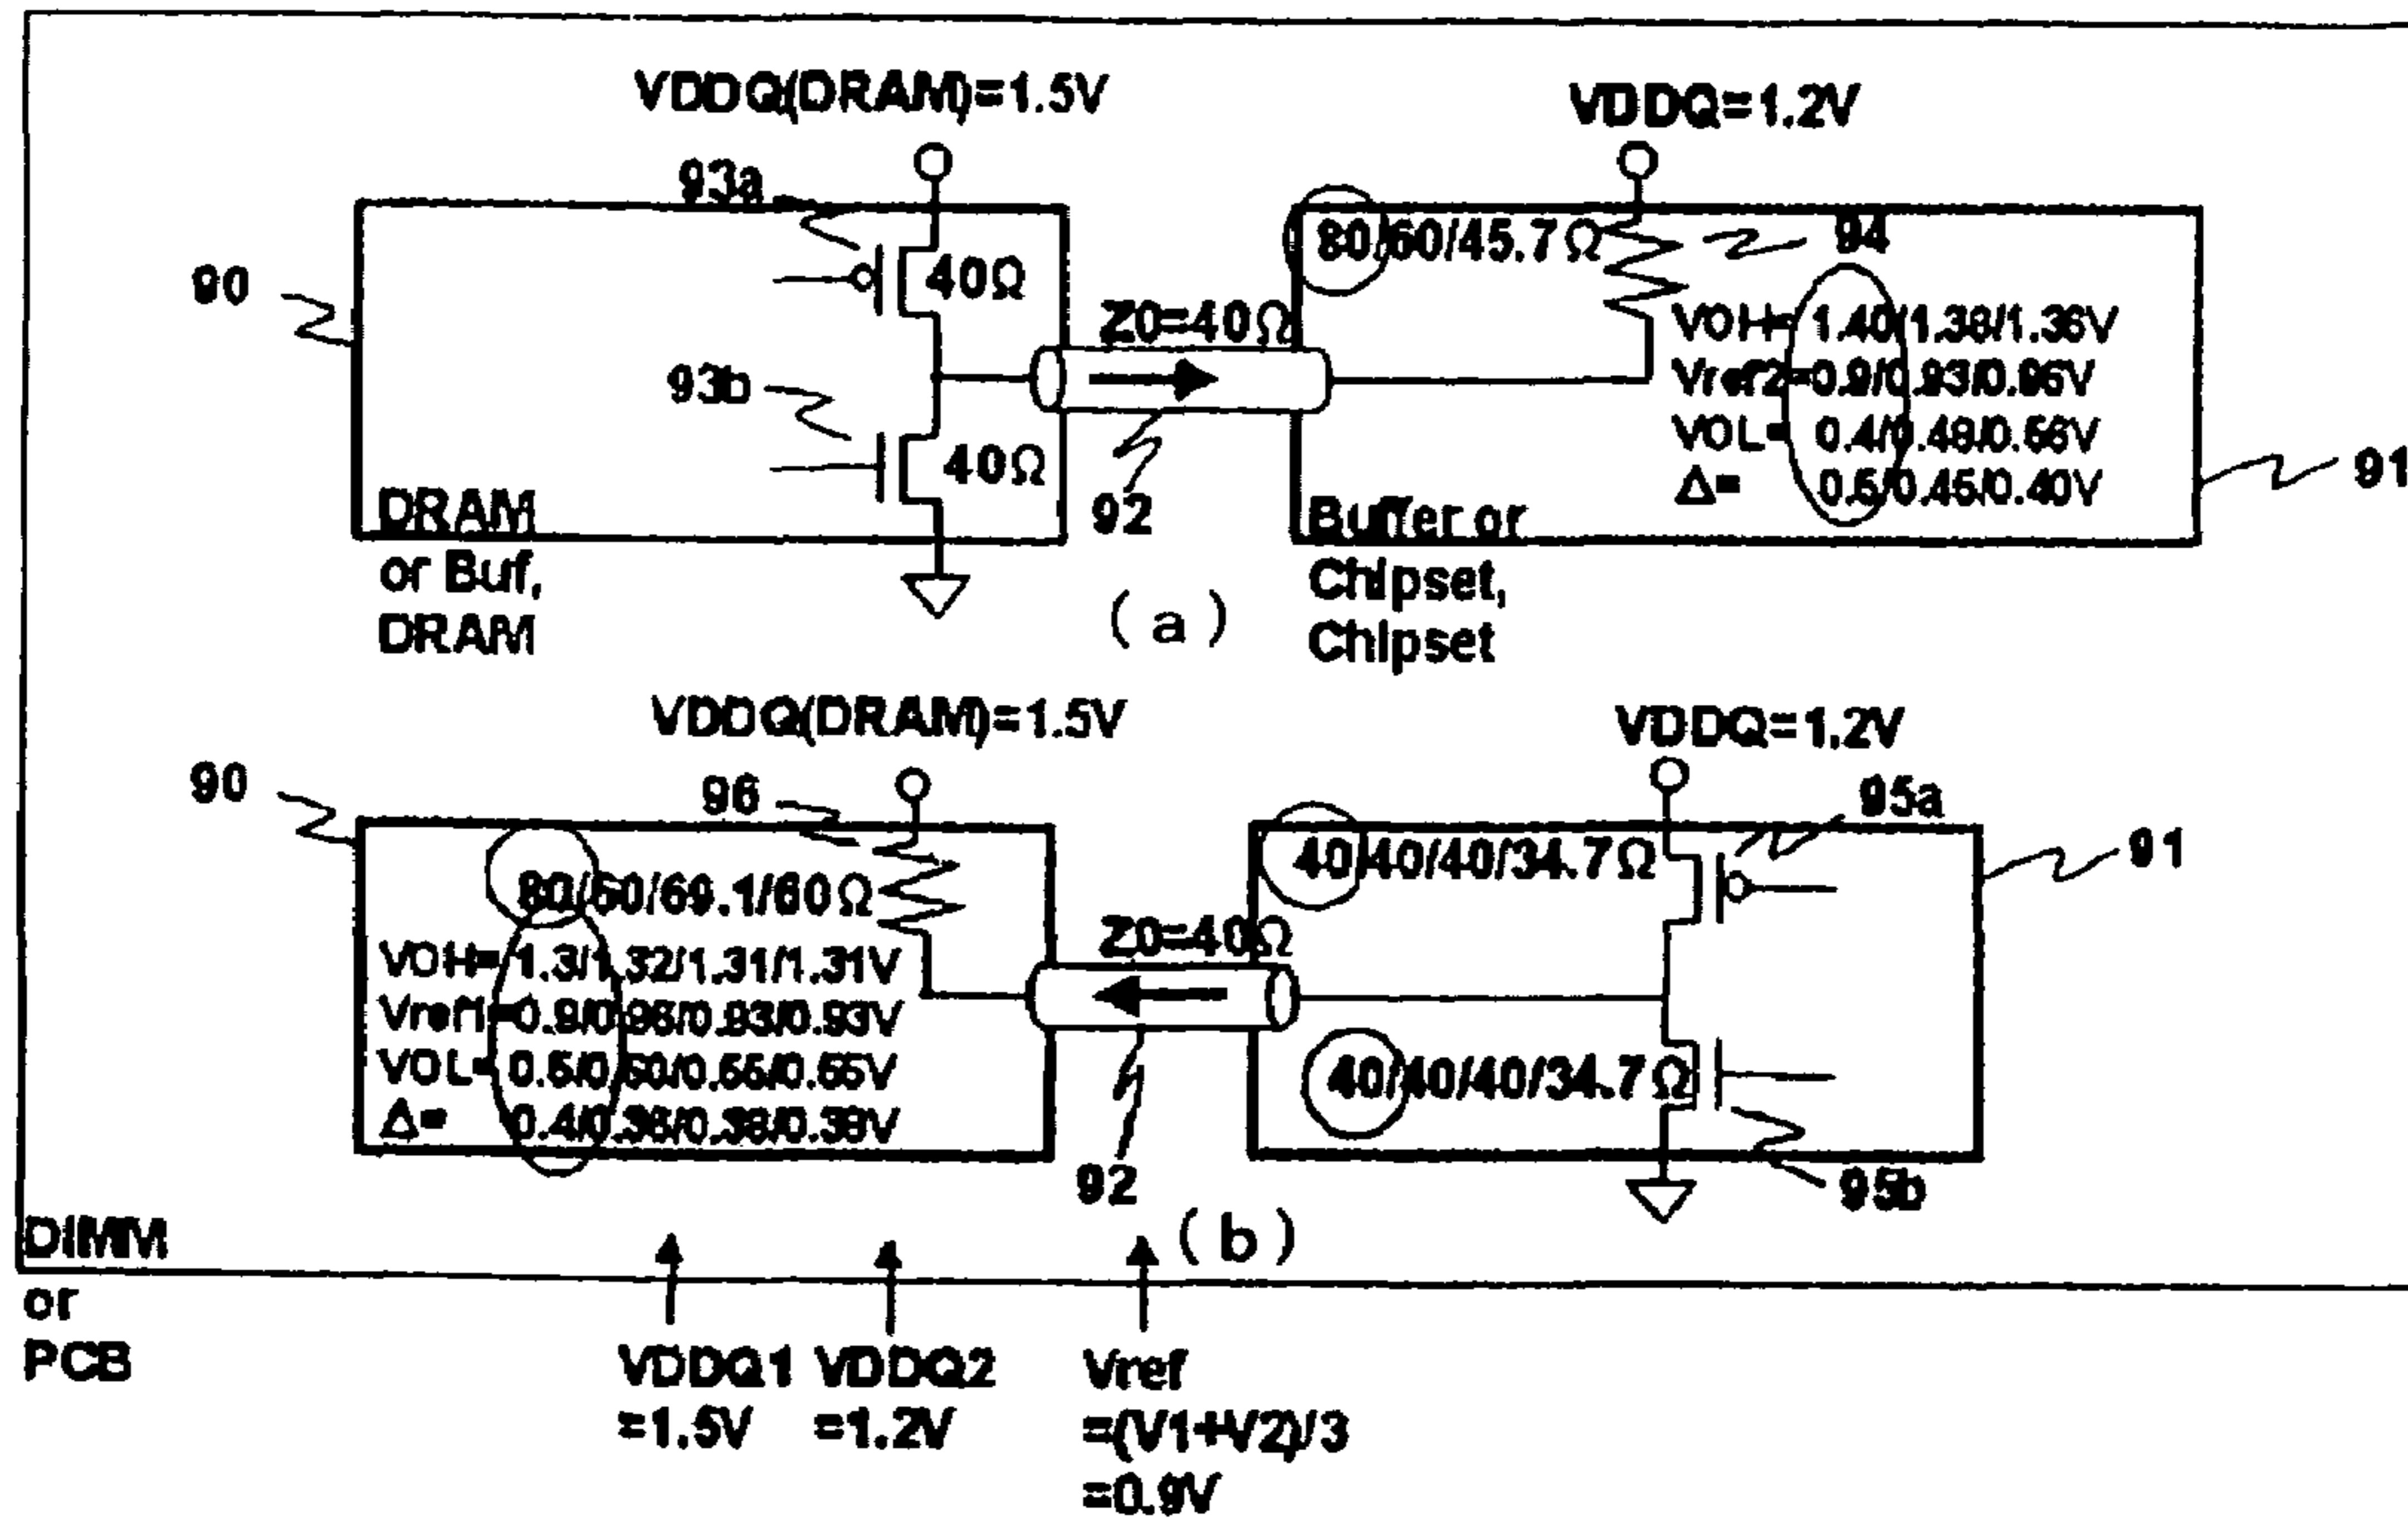 VDDQ(DRAM)=1.5V
VDDQ=1.2V
93a
90
40Ω
80/60/45.7Ω
94
Z0=40Ω
VOH= 1.40/1.38/1.36V
Vref2=0.9/0.93/0.96V
93b
VOL= 0.4/0.48/0.56V
40Ω
Δ= 0.5/0.45/0.40V
91
92
DRAM
or Buf,
DRAM
Buffer or
Chipset,
Chipset
(a)
VDDQ(DRAM)=1.5V
VDDQ=1.2V
90
96
95a
91
80/60/69.1/60Ω
40/40/40/34.7Ω
Z0=40Ω
VOH= 1.3/1.32/1.31/1.31V
Vref1=0.9/0.96/0.93/0.93V
VOL= 0.5/0.60/0.55/0.55V
40/40/40/34.7Ω
Δ= 0.4/0.36/0.38/0.39V
92
95b
(b)
DIMM
or
PCB
VDDQ1
=1.5V
VDDQ2
=1.2V
Vref
=(V1+V2)/3
=0.9V